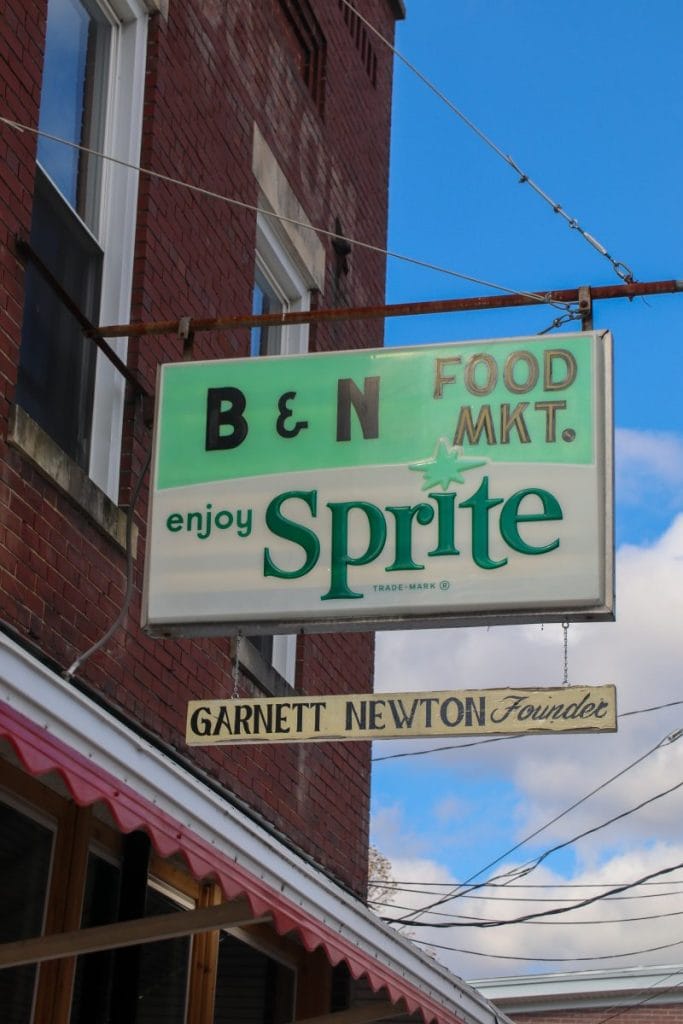 B & N FOOD
MKT.
enjoy Sprite
TRADE-MARK ®
GARNETT NEWTON Founder